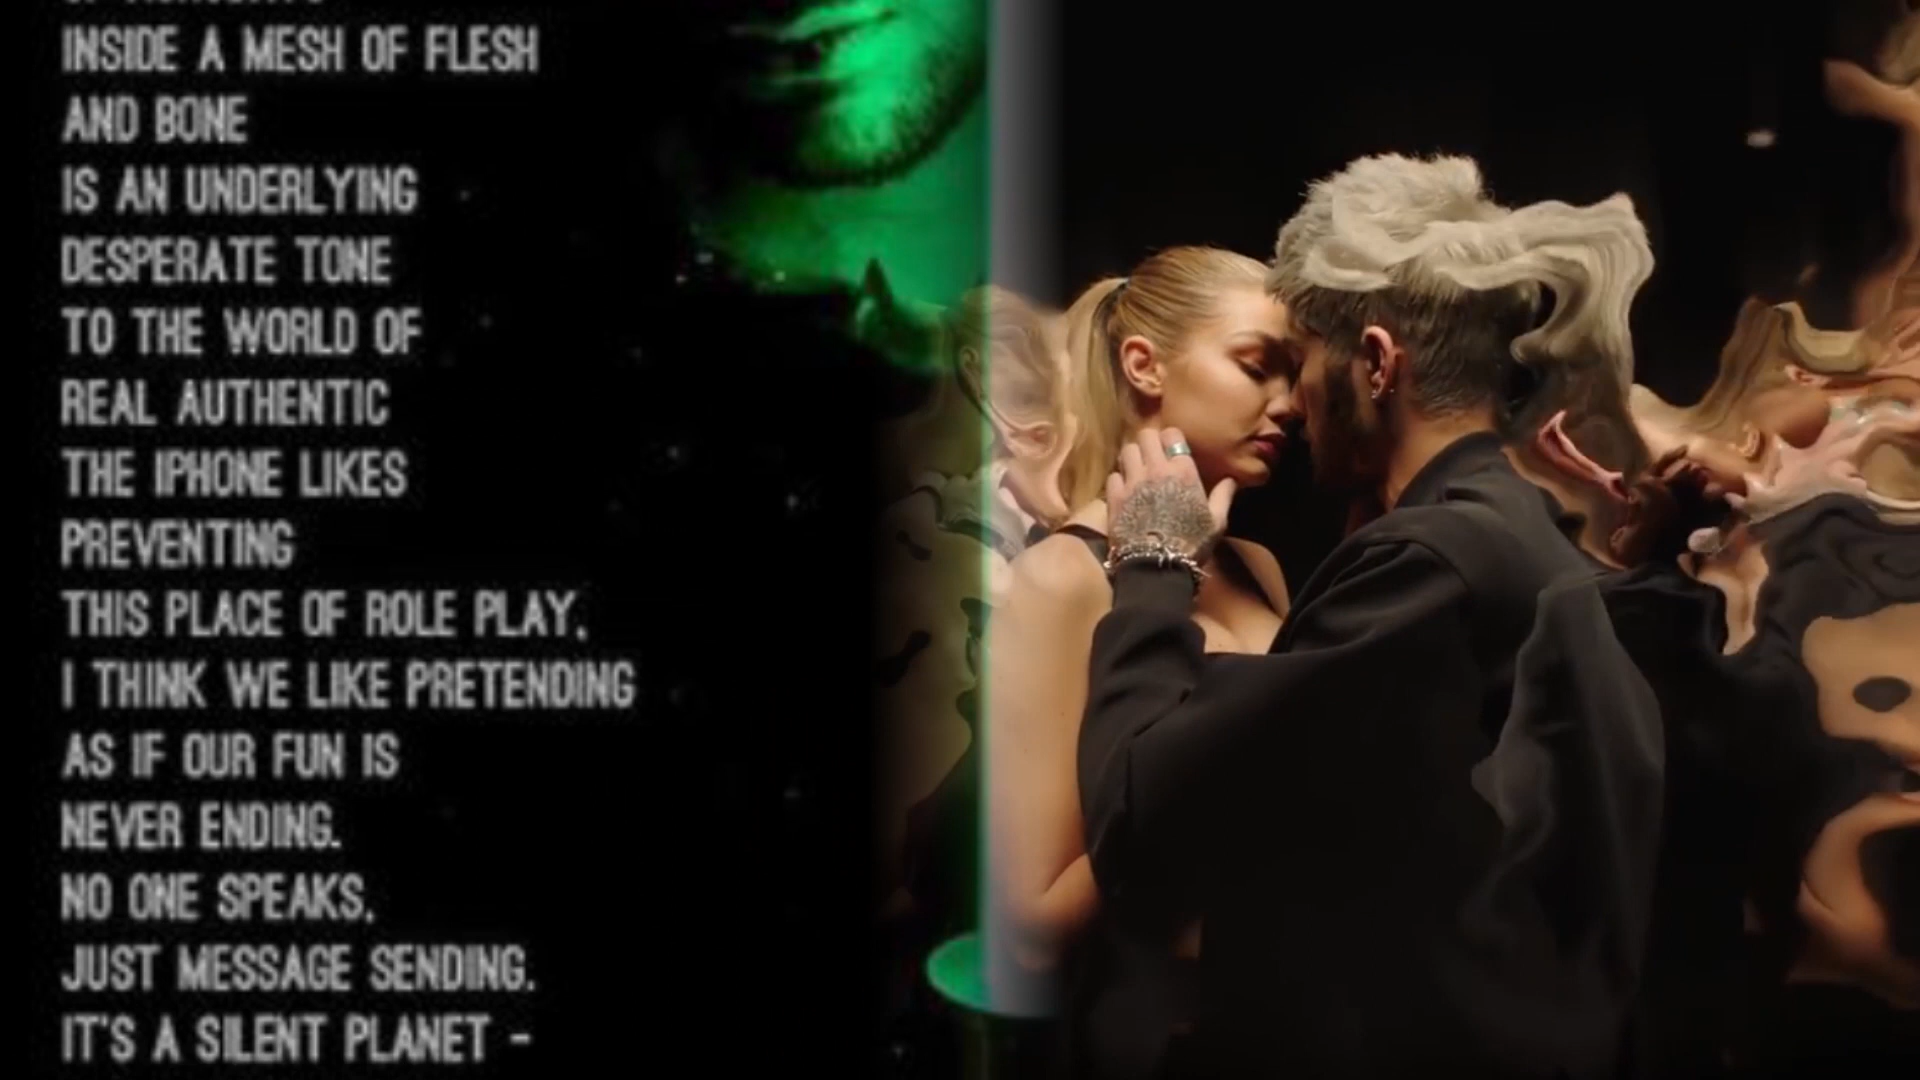 INSIDE A MESH OF FLESH
AND BONE
IS AN UNDERLYING
DESPERATE TONE
TO THE WORLD OF
REAL AUTHENTIC
THE IPHONE LIKES
PREVENTING
THIS PLACE OF ROLE PLAY,
I THINK WE LIKE PRETENDING
AS IF OUR FUN IS
NEVER ENDING.
NO ONE SPEAKS,
JUST MESSAGE SENDING.
IT'S A SILENT PLANET -